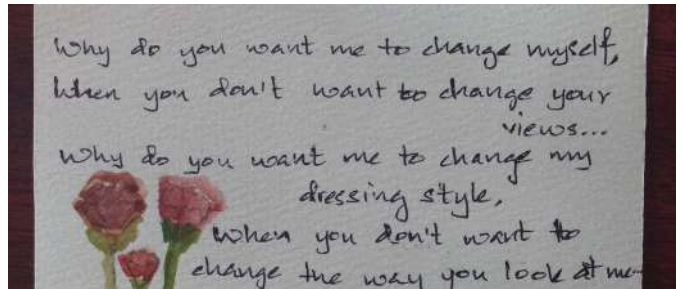 Why do you want me to change myself,
When you don't want to change your
views...
Why do you want me to change my
dressing style,
When you don't want to
change the way you look at me-